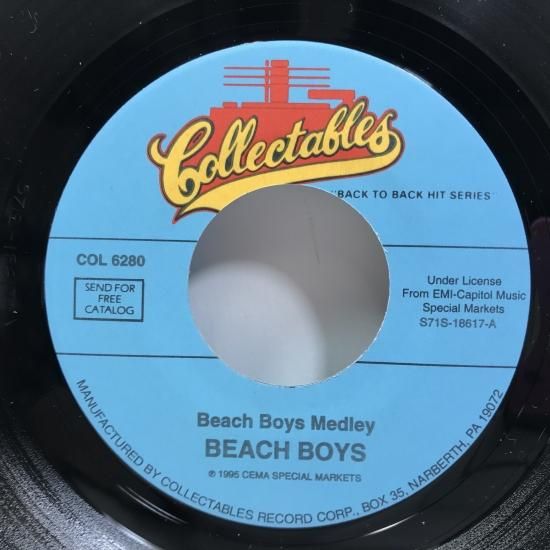 Collectables
"BACK TO BACK HIT SERIES"
COL 6280
SEND FOR
FREE
CATALOG
Under License
From EMI-Capitol Music
Special Markets
S71S-18617-A
Beach Boys Medley
BEACH BOYS
℗ 1995 CEMA SPECIAL MARKETS
MANUFACTURED BY COLLECTABLES RECORD CORP., BOX 35, NARBERTH, PA 19072